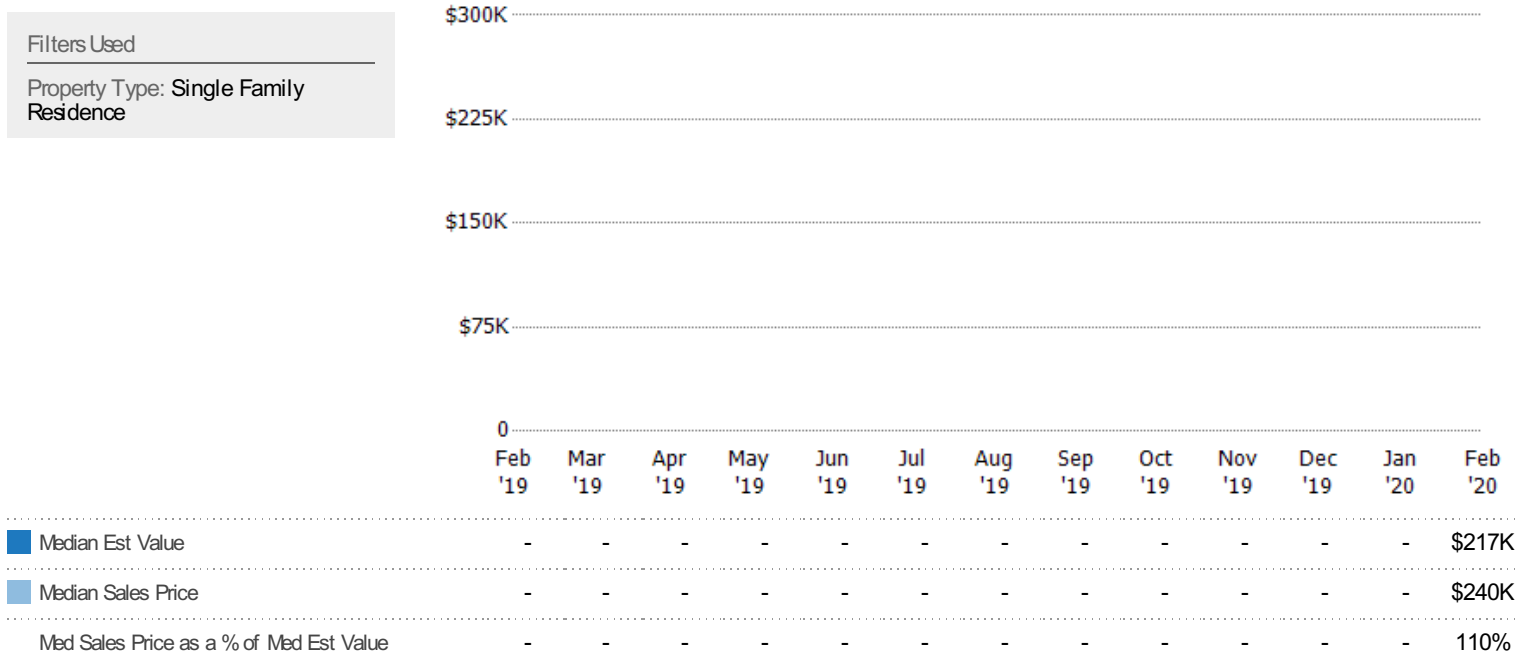 Filters Used
Property Type: Single Family
Residence
$300K
$225K
$150K
$75K
0
Feb Mar Apr May Jun Jul Aug Sep Oct Nov Dec Jan Feb
'19 '19 '19 '19 '19 '19 '19 '19 '19 '19 '19 '20 '20
Median Est Value - - - - - - - - - - - - $217K
Median Sales Price - - - - - - - - - - - - $240K
Med Sales Price as a % of Med Est Value - - - - - - - - - - - - 110%